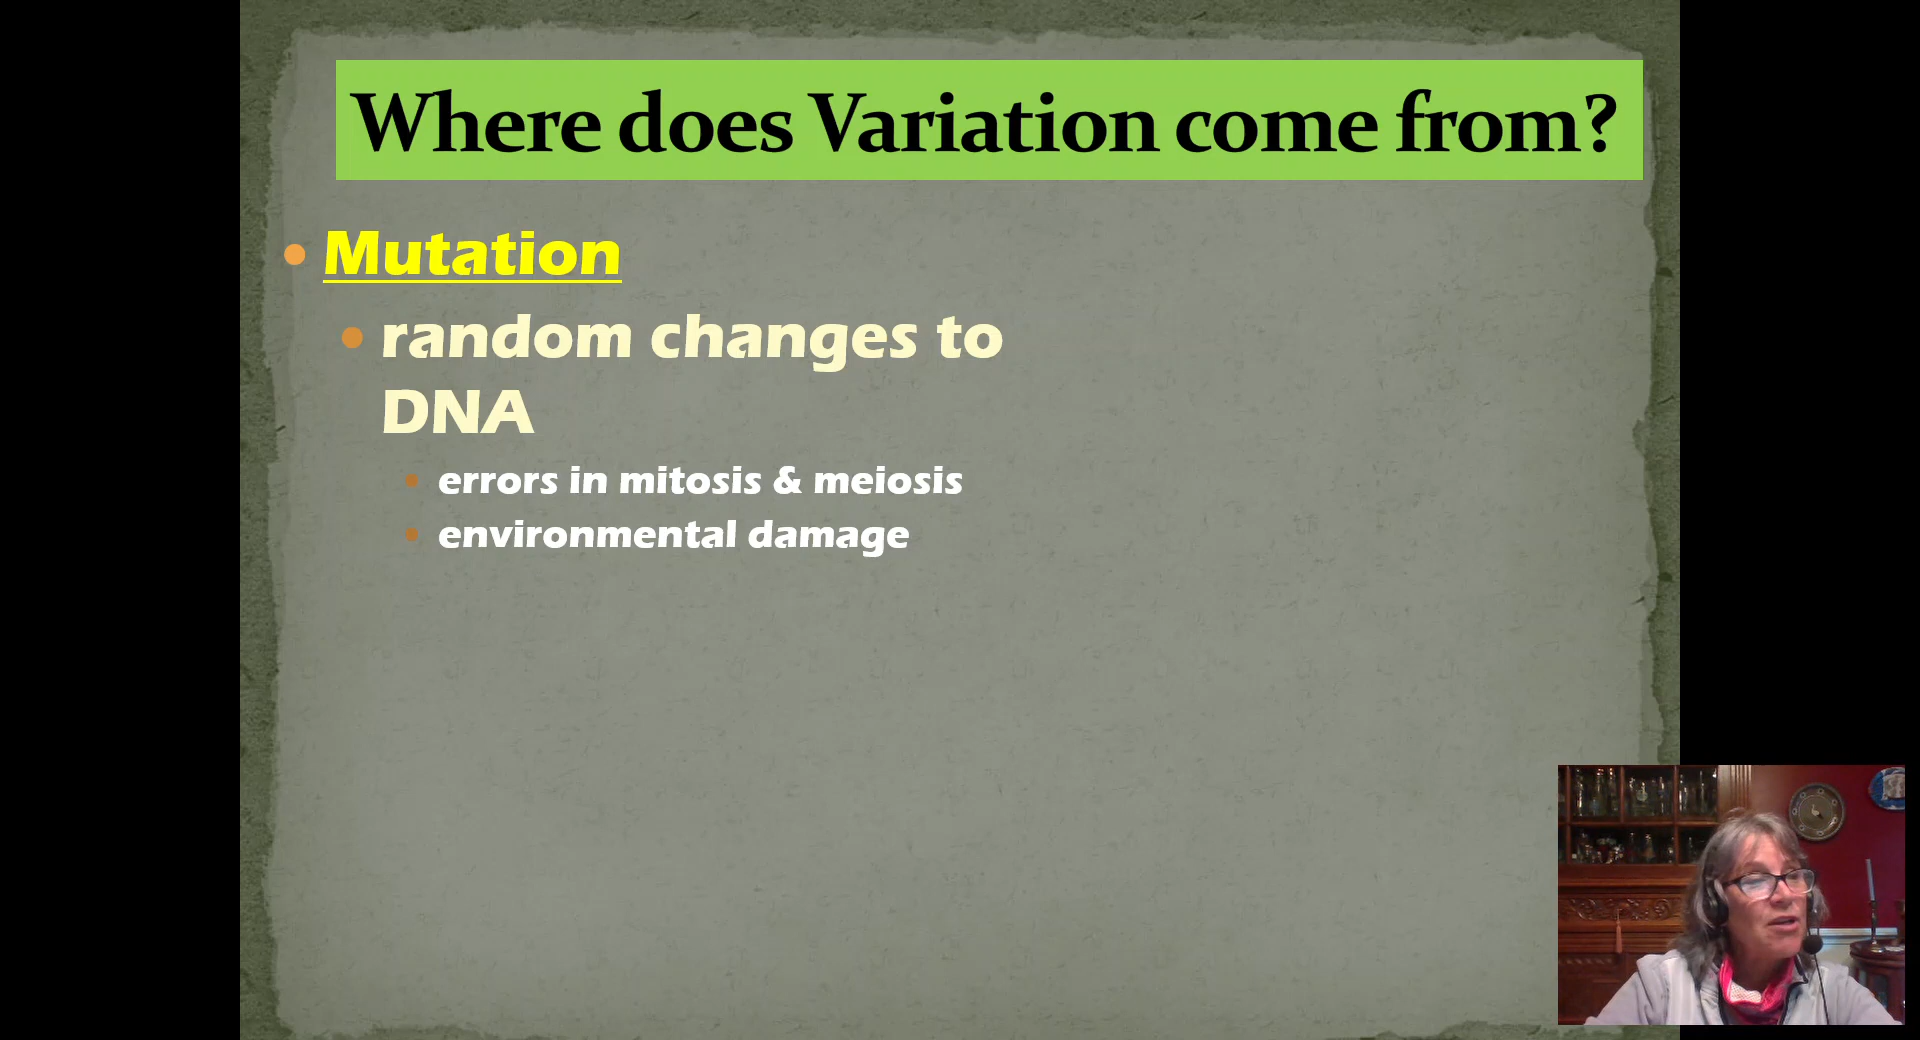 Where does Variation come from?
Mutation
random changes to
DNA
errors in mitosis & meiosis
environmental damage